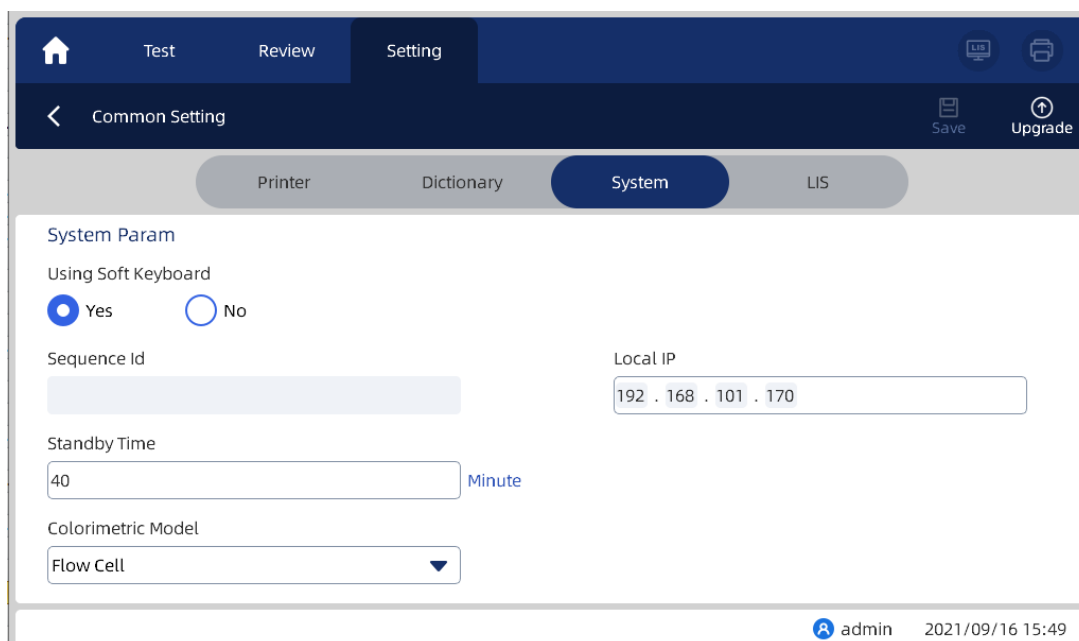 Test Review Setting LIS
Common Setting Save Upgrade
Printer Dictionary System LIS
System Param
Using Soft Keyboard
Yes No
Sequence Id Local IP
192 . 168 . 101 . 170
Standby Time
40 Minute
Colorimetric Model
Flow Cell
admin 2021/09/16 15:49